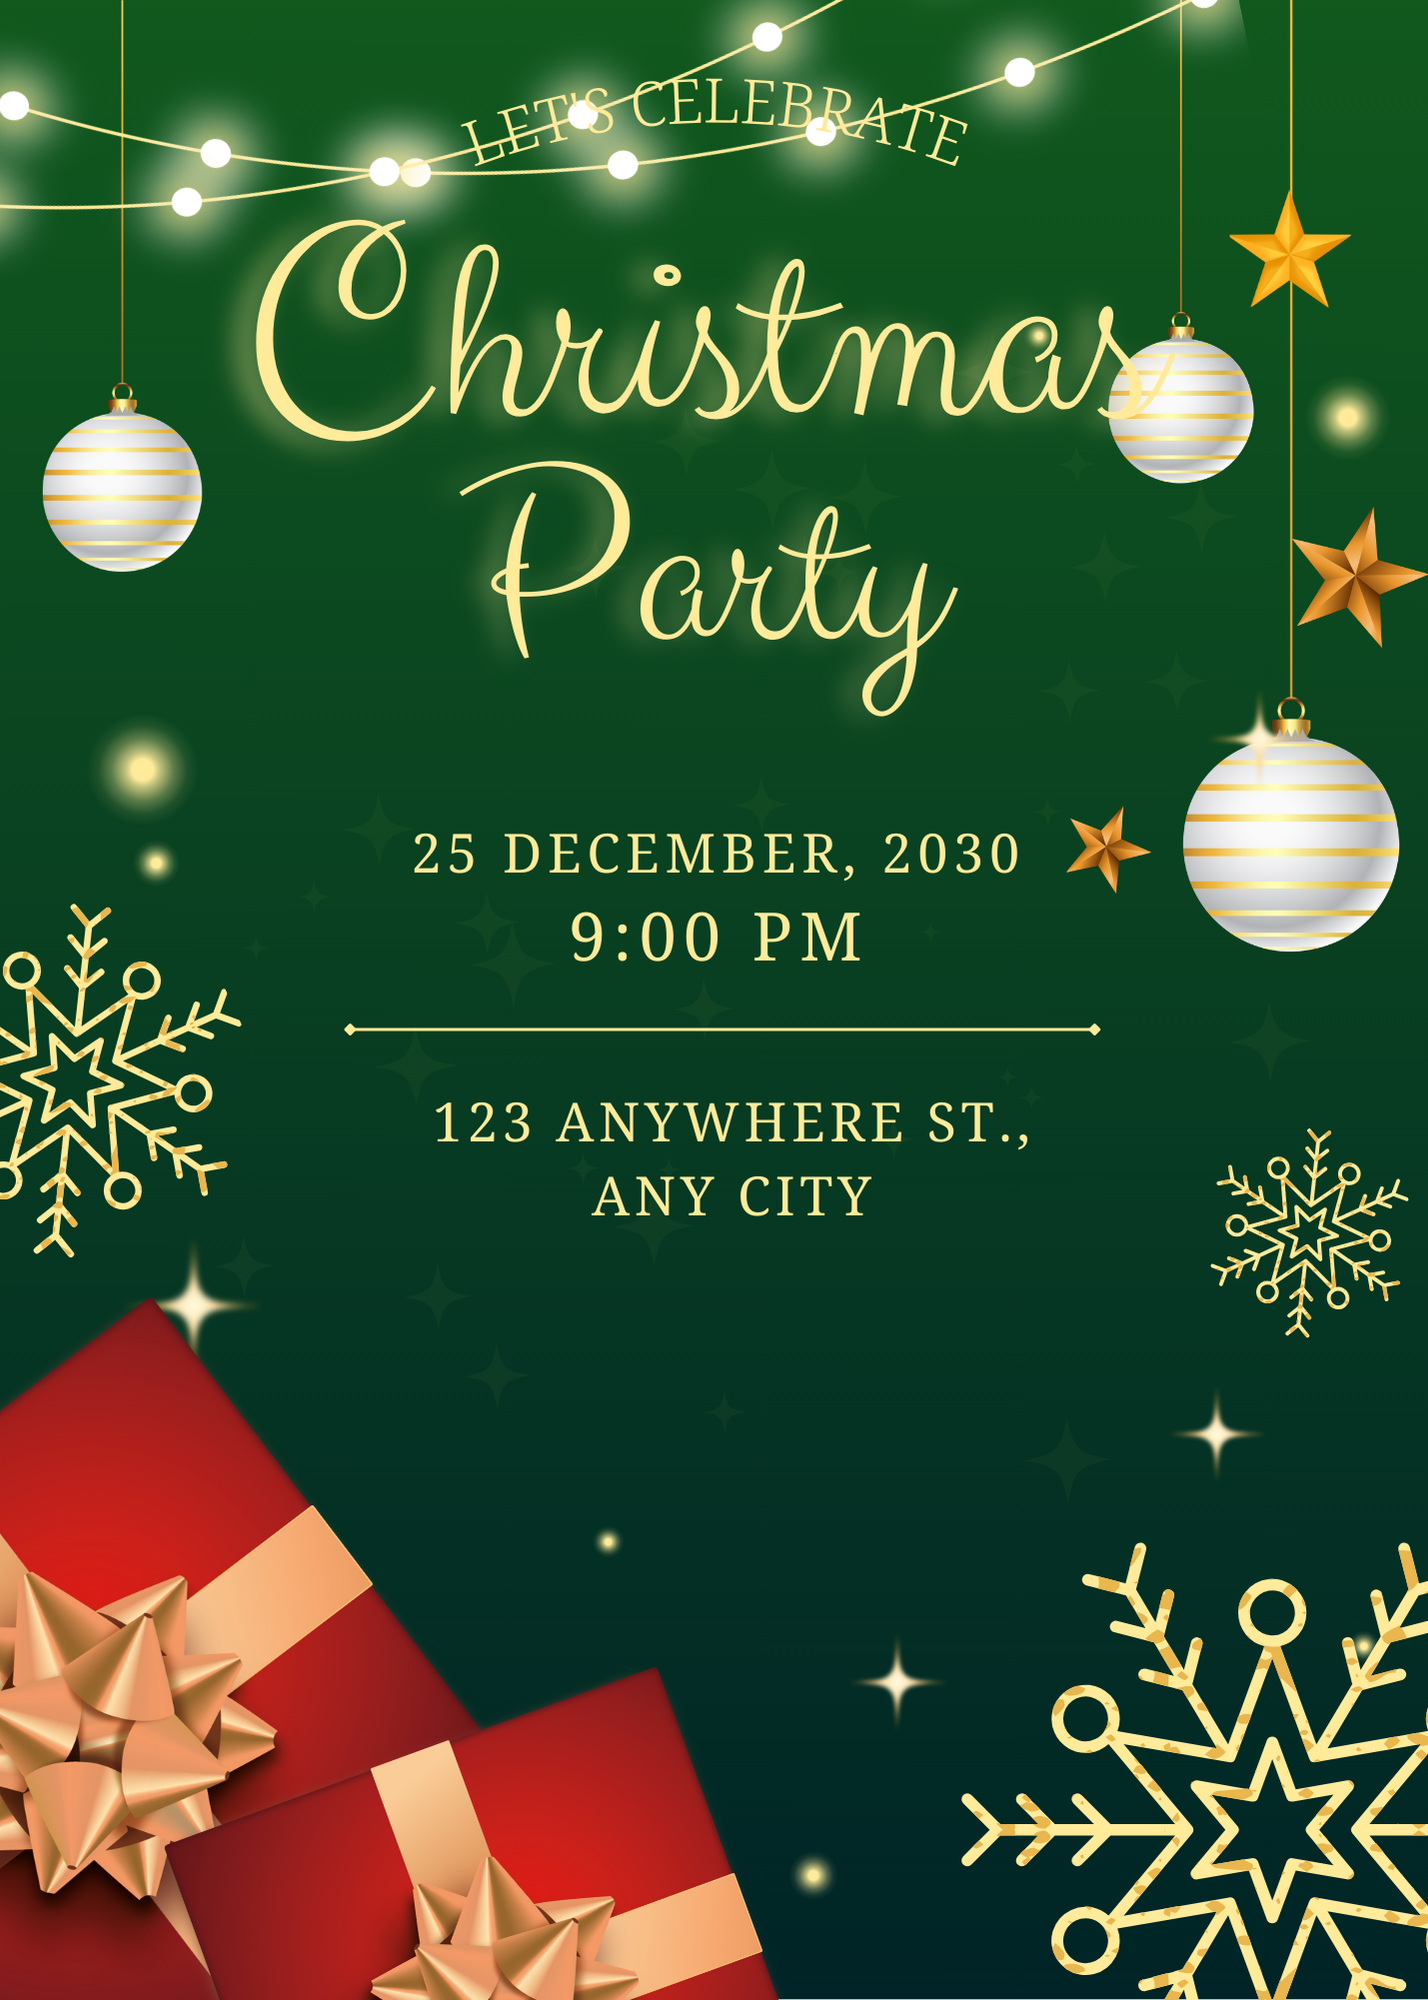 LET'S CELEBRATE
Christmas
Party
25 DECEMBER, 2030
9:00 PM
123 ANYWHERE ST.,
ANY CITY